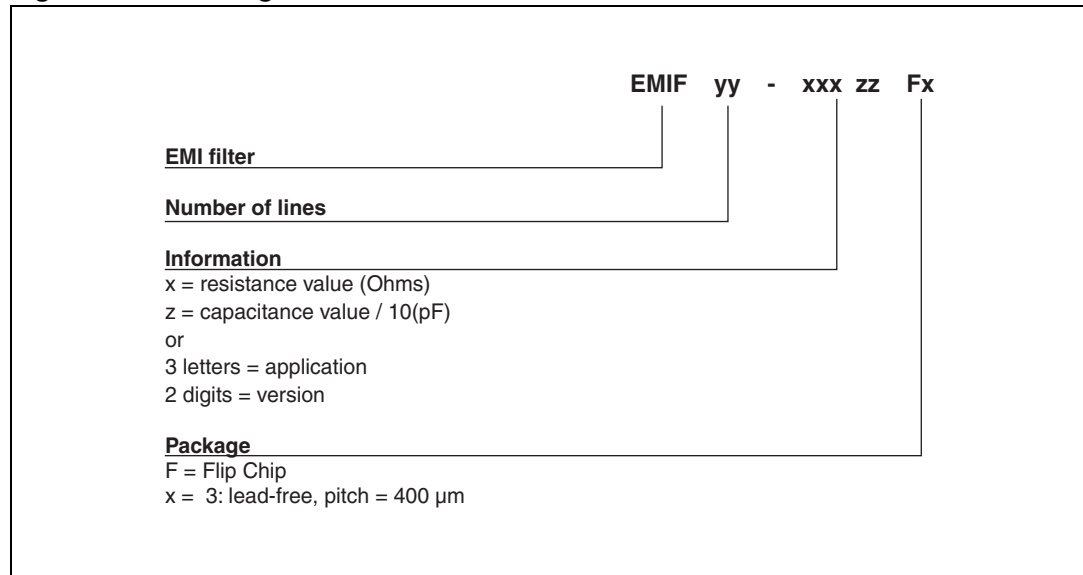 EMIF yy - xxx zz Fx
EMI filter
Number of lines
Information
x = resistance value (Ohms)
z = capacitance value / 10(pF)
or
3 letters = application
2 digits = version
Package
F = Flip Chip
x = 3: lead-free, pitch = 400 µm